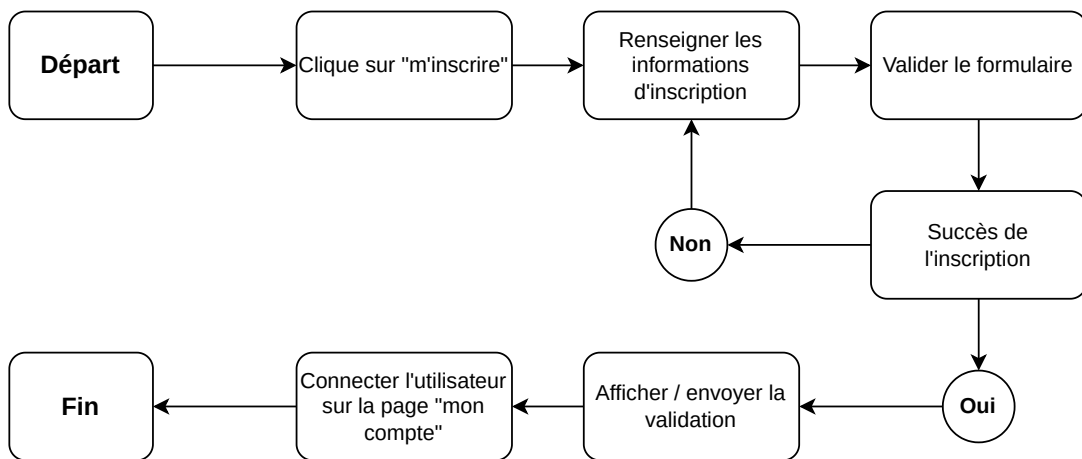 Départ
Clique sur "m'inscrire"
Renseigner les
informations
d'inscription
Valider le formulaire
Non
Succès de
l'inscription
Fin
Connecter l'utilisateur
sur la page "mon
compte"
Afficher / envoyer la
validation
Oui